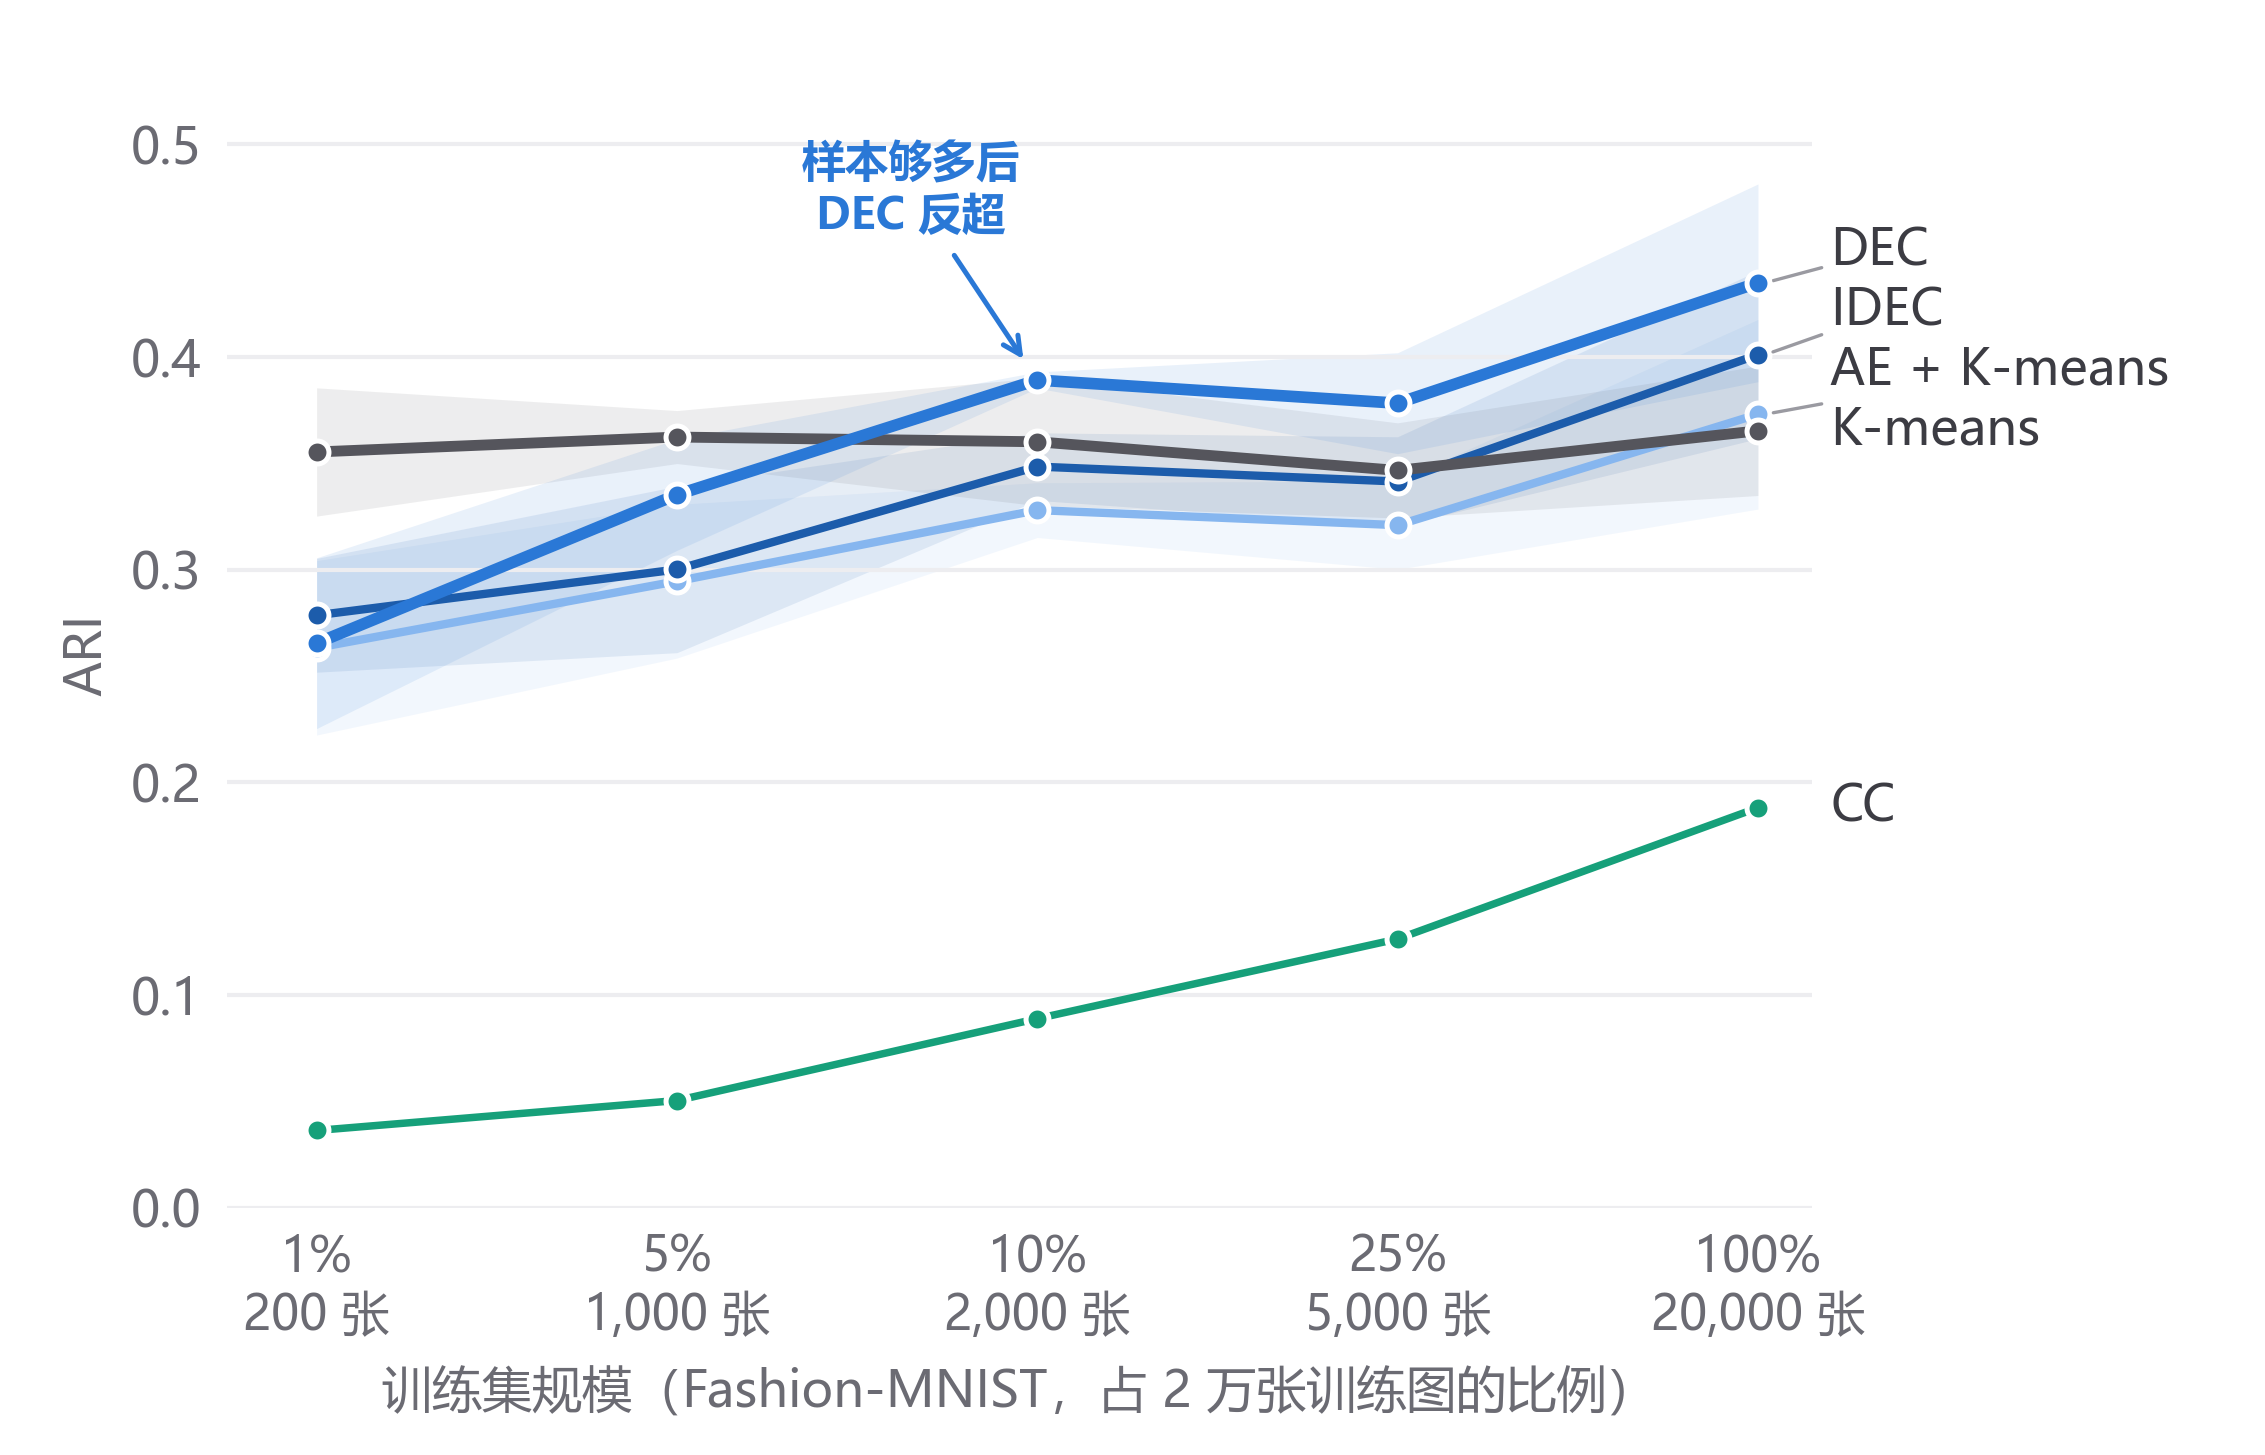 样本够多后
DEC 反超
0.5
0.4
0.3
0.2
0.1
0.0
ARI
DEC
IDEC
AE + K-means
K-means
CC
1%
200 张
5%
1,000 张
10%
2,000 张
25%
5,000 张
100%
20,000 张
训练集规模（Fashion-MNIST，占 2 万张训练图的比例）